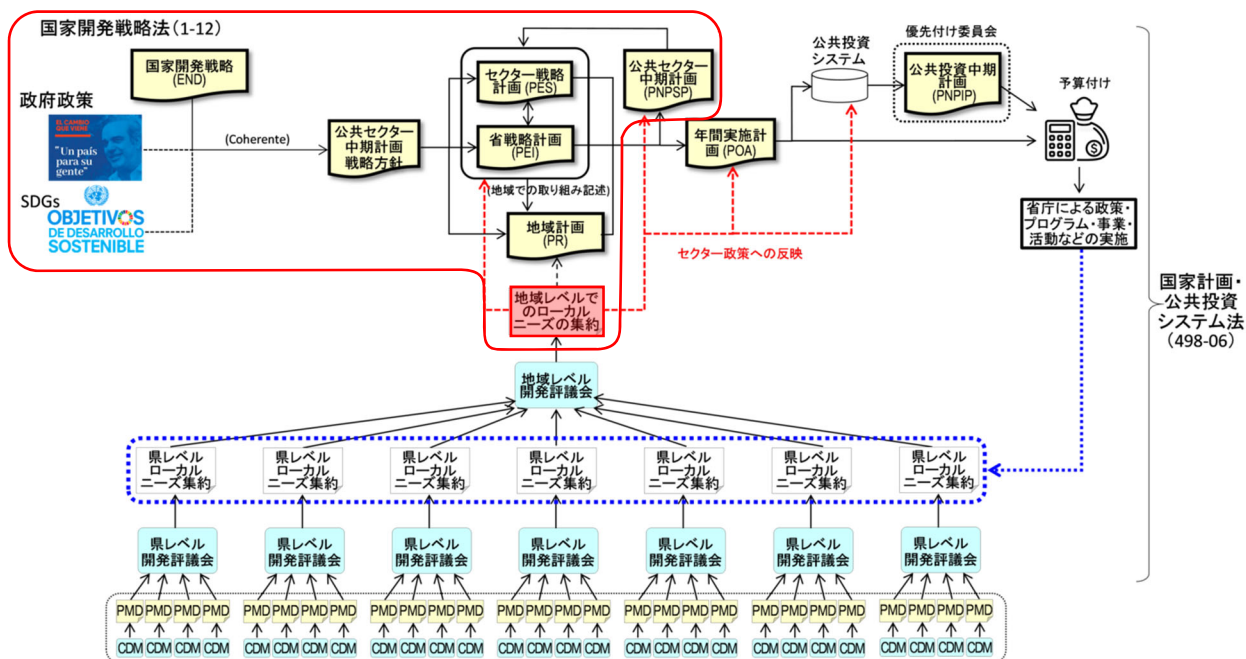 国家開発戦略法(1-12)
国家開発戦略
(END)
政府政策
EL CAMBIO
QUE VIENE
"Un país
para su
gente"
SDGs
OBJETIVOS
DE DESARROLLO
SOSTENIBLE
(Coherente)
公共セクター
中期計画
戦略方針
セクター戦略
計画(PES)
省戦略計画
(PEI)
(地域での取り組み記述)
地域計画
(PR)
公共セクター
中期計画
(PNPSP)
年間実施計
画(POA)
公共投資
システム
優先付け委員会
公共投資中期
計画
(PNPIP)
予算付け
省庁による政策・
プログラム・事業・
活動などの実施
セクター政策への反映
国家計画・
公共投資
システム法
(498-06)
地域レベルで
のローカル
ニーズの集約
地域レベル
開発評議会
県レベル
ローカル
ニーズ集約
県レベル
ローカル
ニーズ集約
県レベル
ローカル
ニーズ集約
県レベル
ローカル
ニーズ集約
県レベル
ローカル
ニーズ集約
県レベル
ローカル
ニーズ集約
県レベル
ローカル
ニーズ集約
県レベル
開発評議会
県レベル
開発評議会
県レベル
開発評議会
県レベル
開発評議会
県レベル
開発評議会
県レベル
開発評議会
県レベル
開発評議会
PMD PMD PMD PMD PMD PMD PMD PMD PMD PMD PMD PMD PMD PMD PMD PMD PMD PMD PMD PMD PMD PMD PMD PMD PMD PMD PMD PMD
CDM CDM CDM CDM CDM CDM CDM CDM CDM CDM CDM CDM CDM CDM CDM CDM CDM CDM CDM CDM CDM CDM CDM CDM CDM CDM CDM CDM